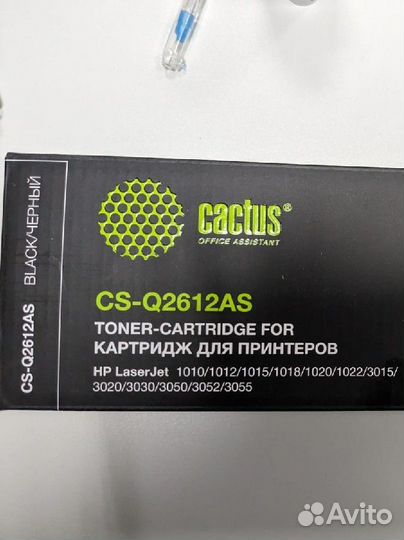 cactus®
OFFICE ASSISTANT
CS-Q2612AS
TONER-CARTRIDGE FOR
КАРТРИДЖ ДЛЯ ПРИНТЕРОВ
HP LaserJet 1010/1012/1015/1018/1020/1022/3015/
3020/3030/3050/3052/3055
CS-Q2612AS BLACK/ЧЕРНЫЙ
Avito